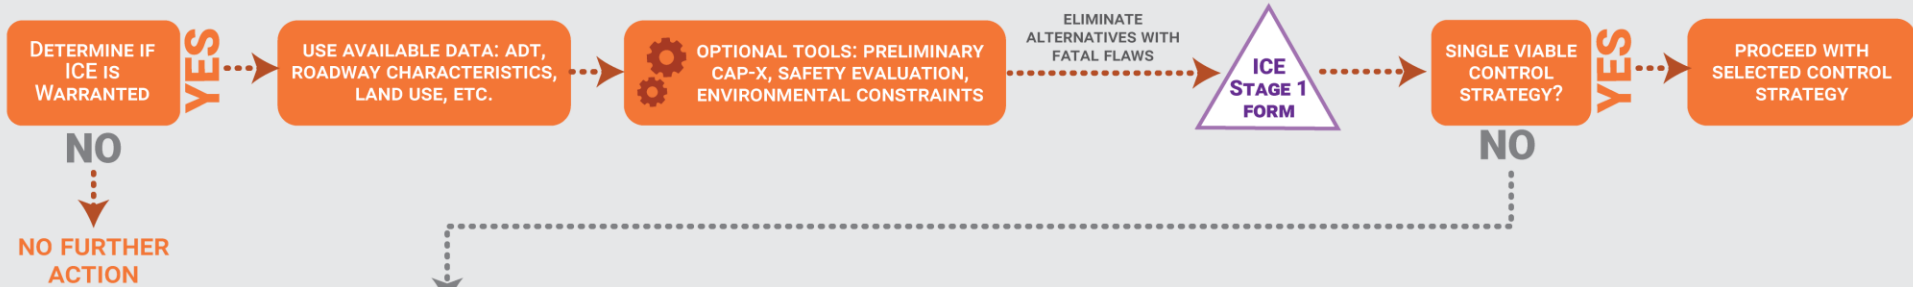 DETERMINE IF
ICE IS
WARRANTED
YES
USE AVAILABLE DATA: ADT,
ROADWAY CHARACTERISTICS,
LAND USE, ETC.
OPTIONAL TOOLS: PRELIMINARY
CAP-X, SAFETY EVALUATION,
ENVIRONMENTAL CONSTRAINTS
ELIMINATE
ALTERNATIVES WITH
FATAL FLAWS
ICE
STAGE 1
FORM
SINGLE VIABLE
CONTROL
STRATEGY?
YES
PROCEED WITH
SELECTED CONTROL
STRATEGY
NO
NO
NO FURTHER
ACTION